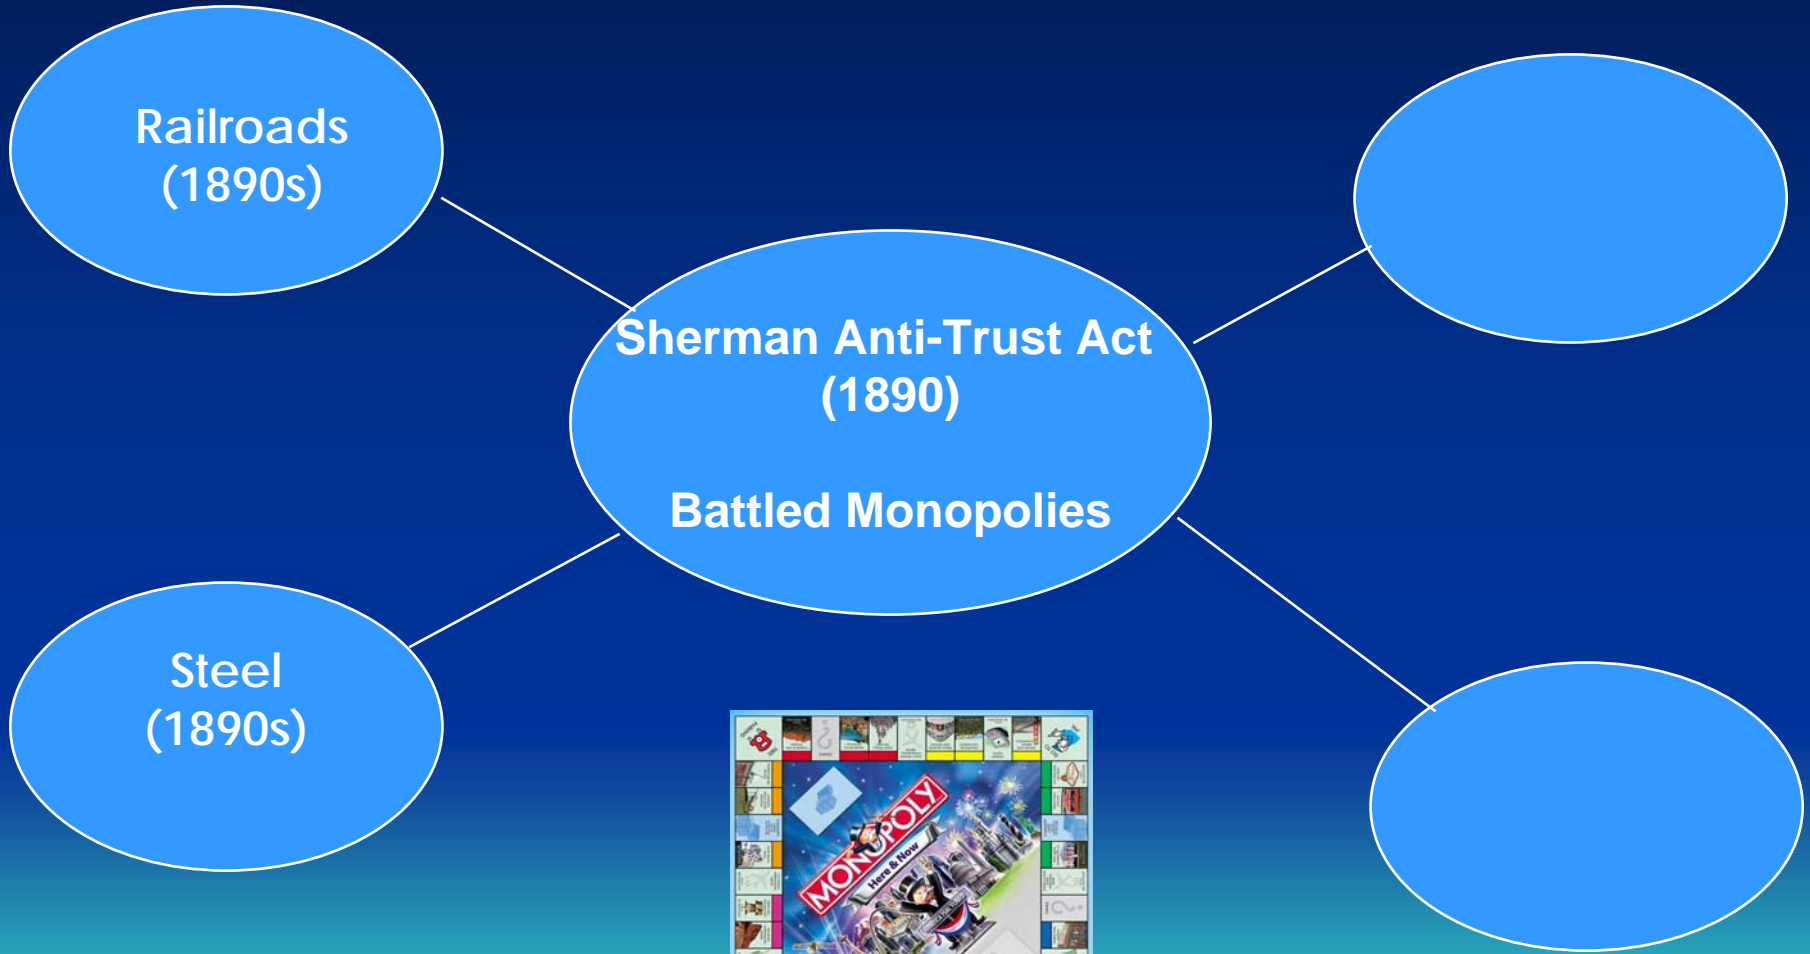 Railroads
(1890s)
Sherman Anti-Trust Act
(1890)
Battled Monopolies
Steel
(1890s)
MONOPOLY
Here & Now